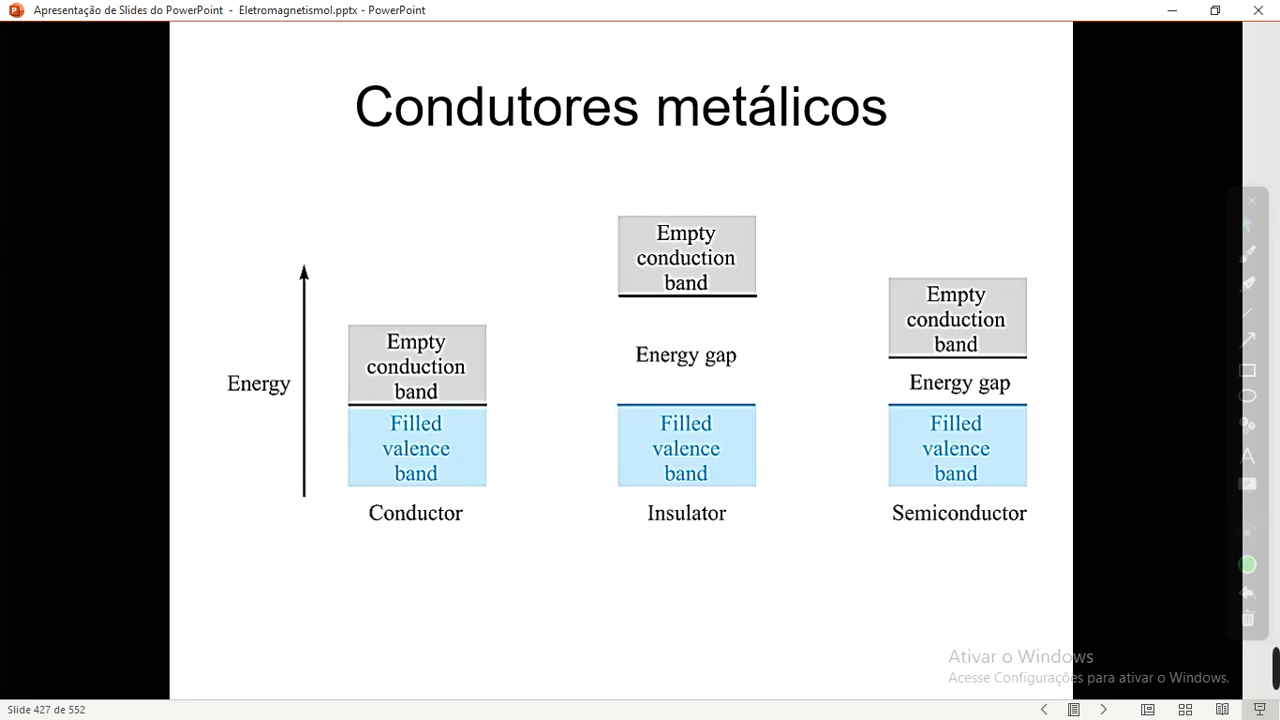 Apresentação de Slides do PowerPoint - Eletromagnetismol.pptx - PowerPoint
Condutores metálicos
Energy
Empty
conduction
band
Filled
valence
band
Conductor
Empty
conduction
band
Energy gap
Filled
valence
band
Insulator
Empty
conduction
band
Energy gap
Filled
valence
band
Semiconductor
Ativar o Windows
Acesse Configurações para ativar o Windows.
Slide 427 de 552